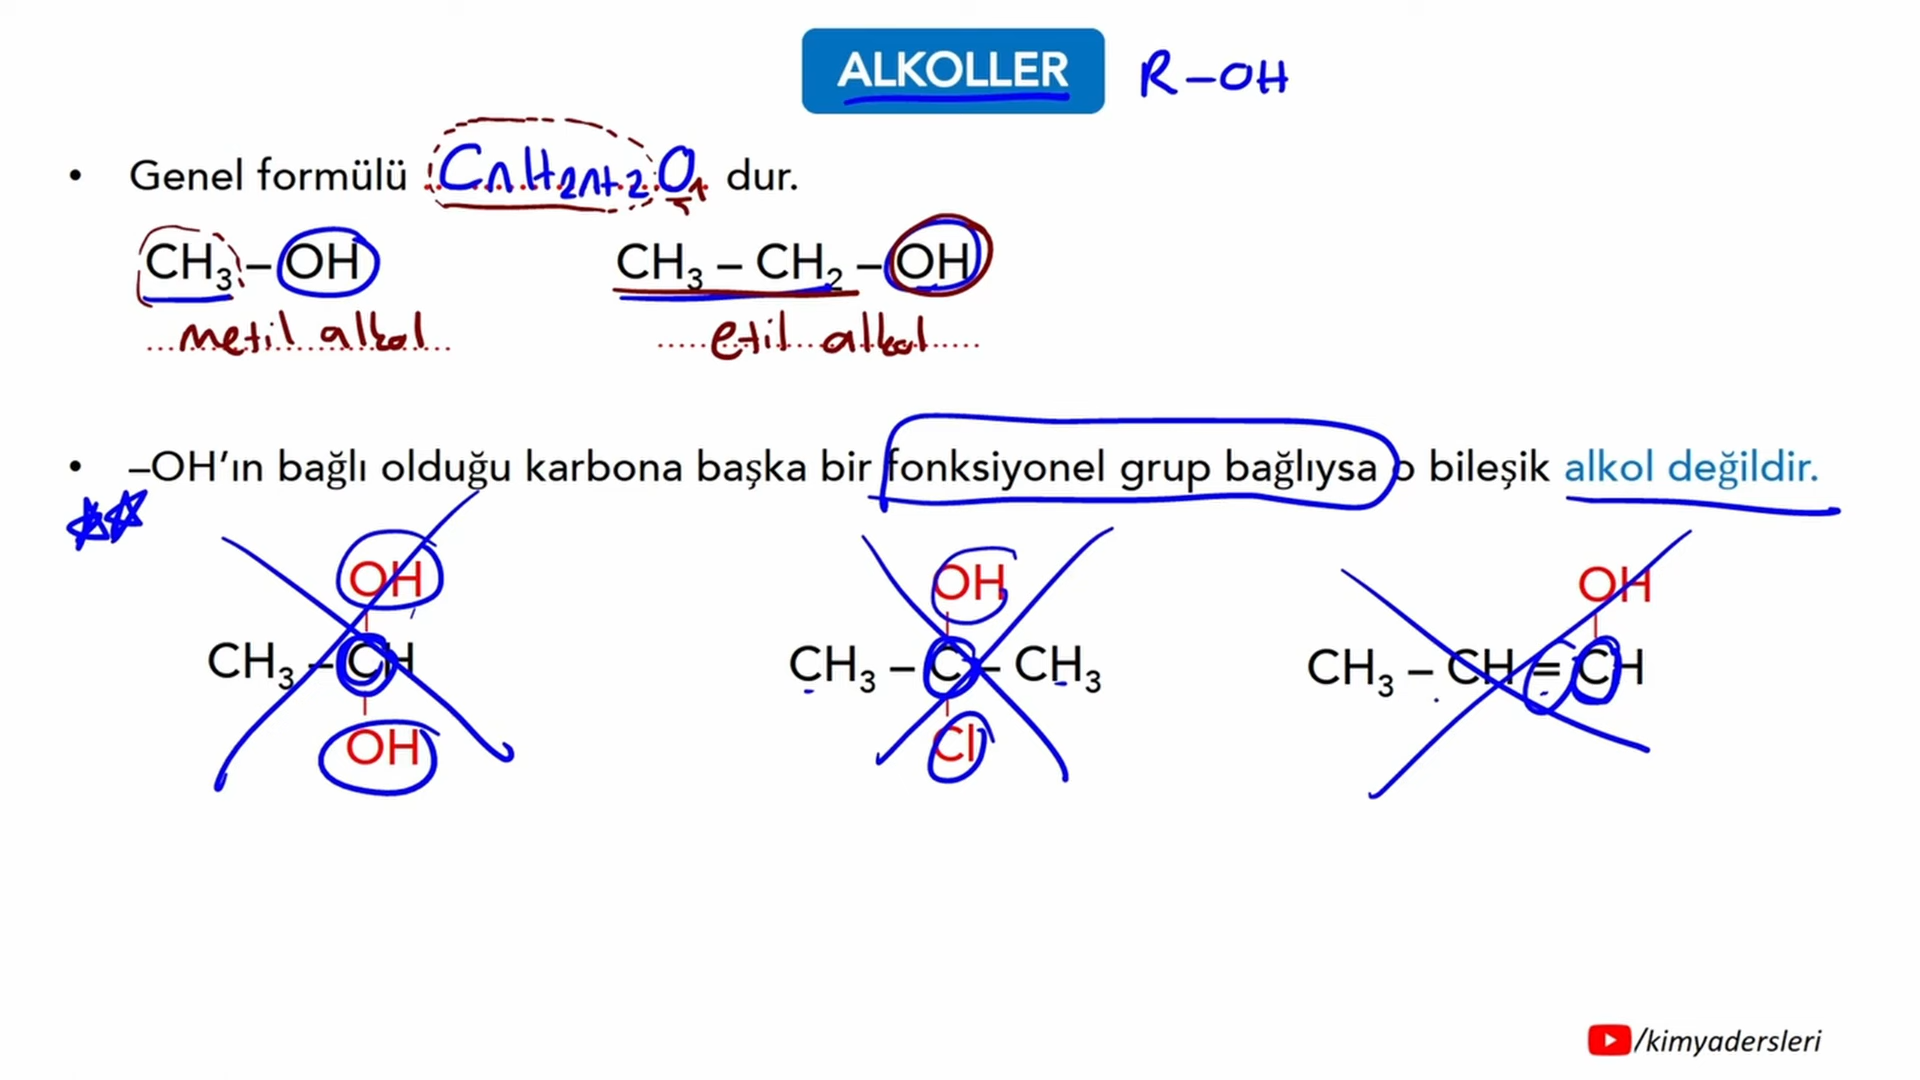 ALKOLLER R–OH
• Genel formülü CnH2n+2O1 dur.
CH3 – OH CH3 – CH2 – OH
metil alkol etil alkol
• –OH’ın bağlı olduğu karbona başka bir fonksiyonel grup bağlıysa o bileşik alkol değildir.
OH OH OH
CH3 – CH CH3 – C – CH3 CH3 – CH = CH
OH Cl
/kimyadersleri